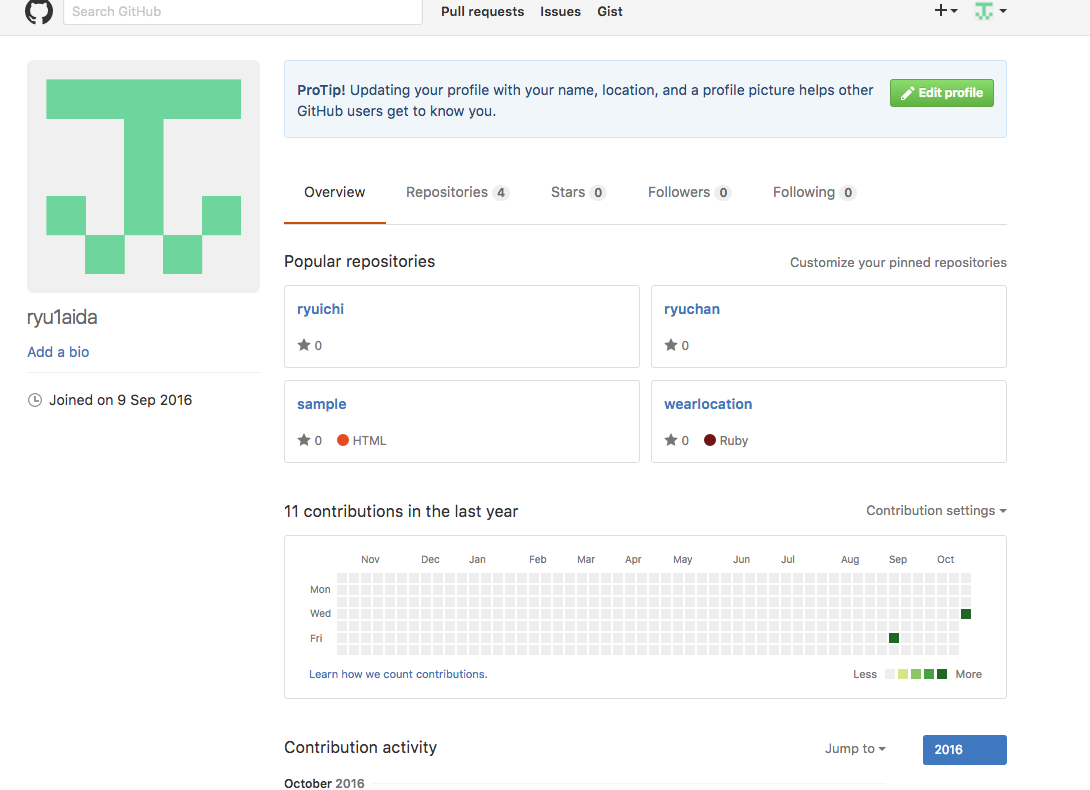 Search GitHub
Pull requests Issues Gist
ProTip! Updating your profile with your name, location, and a profile picture helps other
GitHub users get to know you.
Edit profile
Overview Repositories 4 Stars 0 Followers 0 Following 0
ryu1aida
Add a bio
Joined on 9 Sep 2016
Popular repositories
Customize your pinned repositories
ryuichi
0
ryuchan
0
sample
0 HTML
wearlocation
0 Ruby
11 contributions in the last year
Contribution settings
Nov Dec Jan Feb Mar Apr May Jun Jul Aug Sep Oct
Mon
Wed
Fri
Learn how we count contributions.
Less More
Contribution activity
Jump to
2016
October 2016